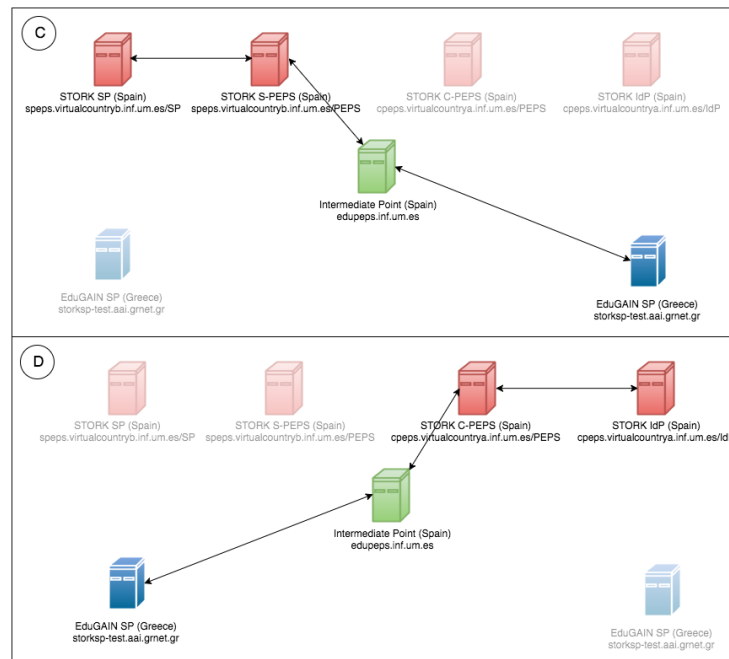 C
STORK SP (Spain)
speps.virtualcountryb.inf.um.es/SP
STORK S-PEPS (Spain)
speps.virtualcountryb.inf.um.es/PEPS
STORK C-PEPS (Spain)
cpeps.virtualcountrya.inf.um.es/PEPS
STORK IdP (Spain)
cpeps.virtualcountrya.inf.um.es/IdP
Intermediate Point (Spain)
edupeps.inf.um.es
EduGAIN SP (Greece)
storksp-test.aai.grnet.gr
EduGAIN SP (Greece)
storksp-test.aai.grnet.gr
D
STORK SP (Spain)
speps.virtualcountryb.inf.um.es/SP
STORK S-PEPS (Spain)
speps.virtualcountryb.inf.um.es/PEPS
STORK C-PEPS (Spain)
cpeps.virtualcountrya.inf.um.es/PEPS
STORK IdP (Spain)
cpeps.virtualcountrya.inf.um.es/Id
Intermediate Point (Spain)
edupeps.inf.um.es
EduGAIN SP (Greece)
storksp-test.aai.grnet.gr
EduGAIN SP (Greece)
storksp-test.aai.grnet.gr